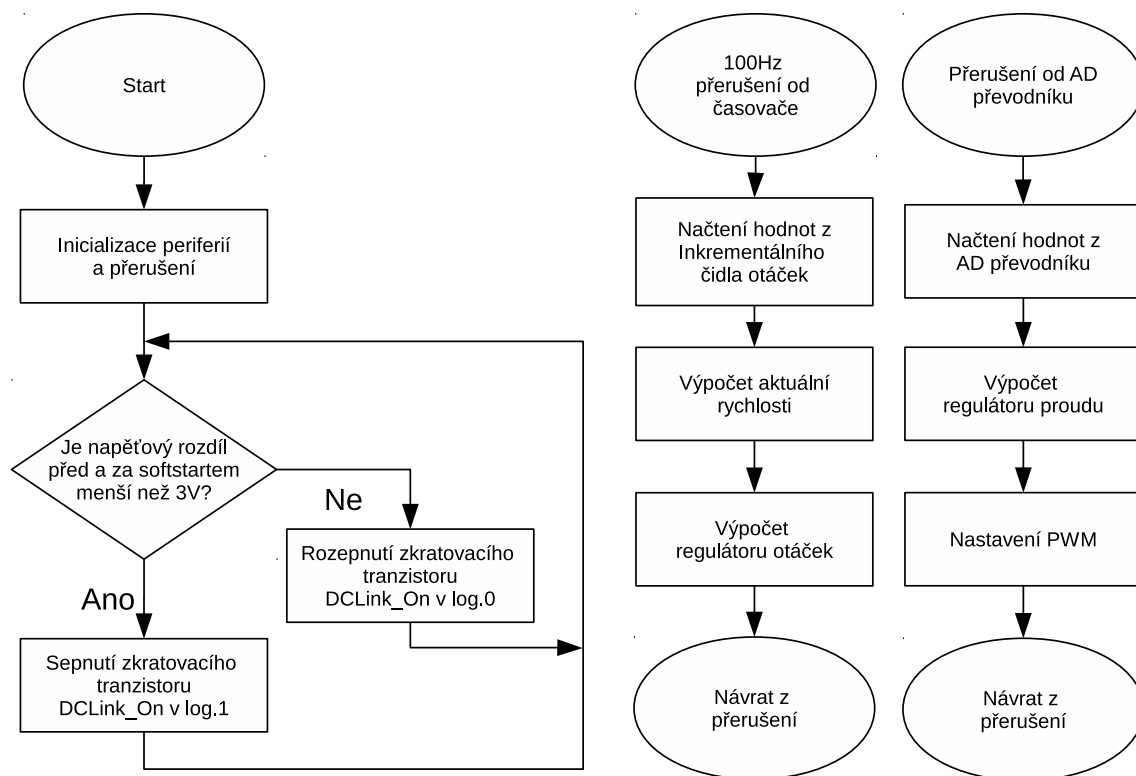 Start
Inicializace periferií
a přerušení
Je napěťový rozdíl
před a za softstartem
menší než 3V?
Ne
Rozepnutí zkratovacího
tranzistoru
DCLink_On v log.0
Ano
Sepnutí zkratovacího
tranzistoru
DCLink_On v log.1
100Hz
přerušení od
časovače
Načtení hodnot z
Inkrementálního
čidla otáček
Výpočet aktuální
rychlosti
Výpočet
regulátoru otáček
Návrat z
přerušení
Přerušení od AD
převodníku
Načtení hodnot z
AD převodníku
Výpočet
regulátoru proudu
Nastavení PWM
Návrat z
přerušení